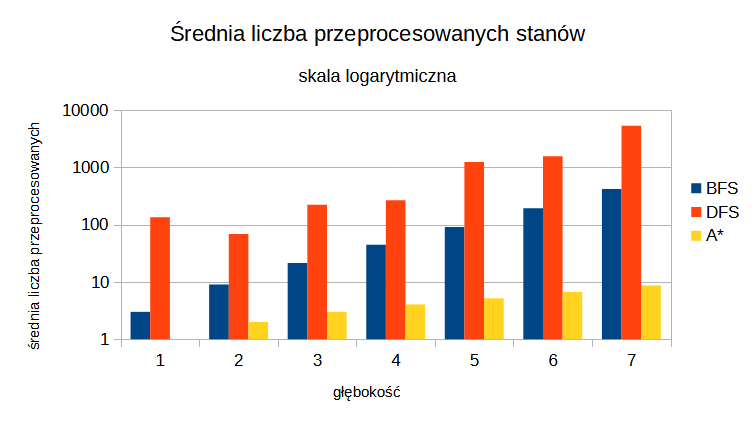 Średnia liczba przeprocesowanych stanów
skala logarytmiczna
średnia liczba przeprocesowanych
10000
1000
100
10
1
1 2 3 4 5 6 7
głębokość
BFS
DFS
A*